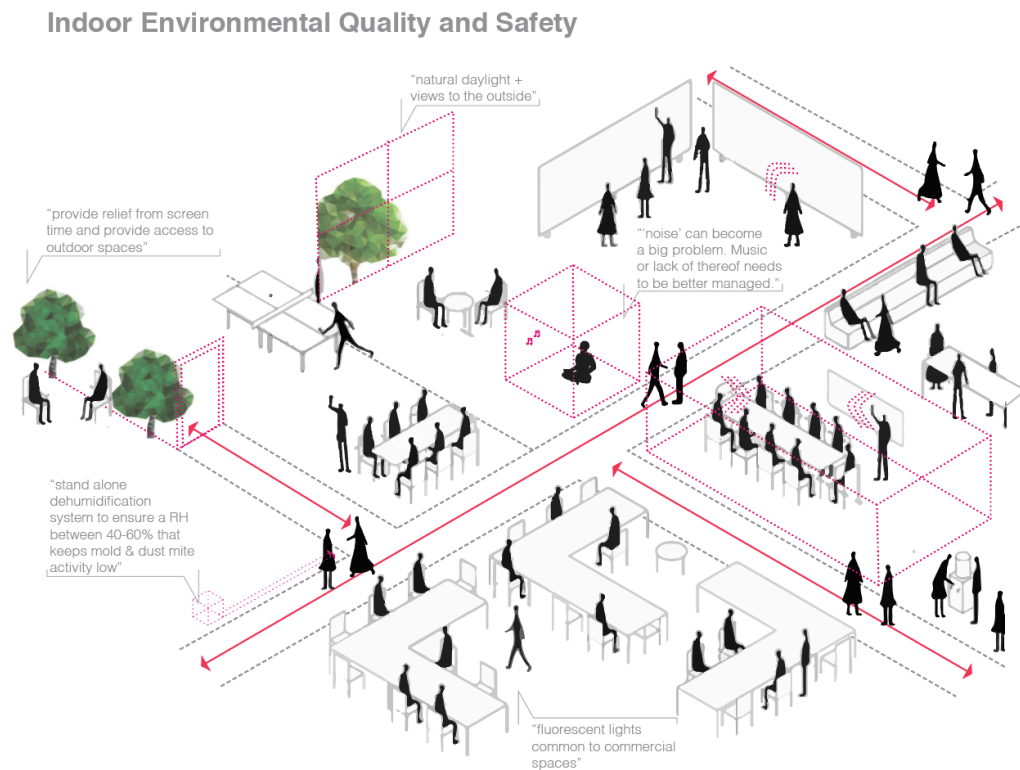 Indoor Environmental Quality and Safety
“natural daylight +
views to the outside”
“provide relief from screen
time and provide access to
outdoor spaces”
“‘noise’ can become
a big problem. Music
or lack of thereof needs
to be better managed.”
“stand alone
dehumidification
system to ensure a RH
between 40-60% that
keeps mold & dust mite
activity low”
“fluorescent lights
common to commercial
spaces”